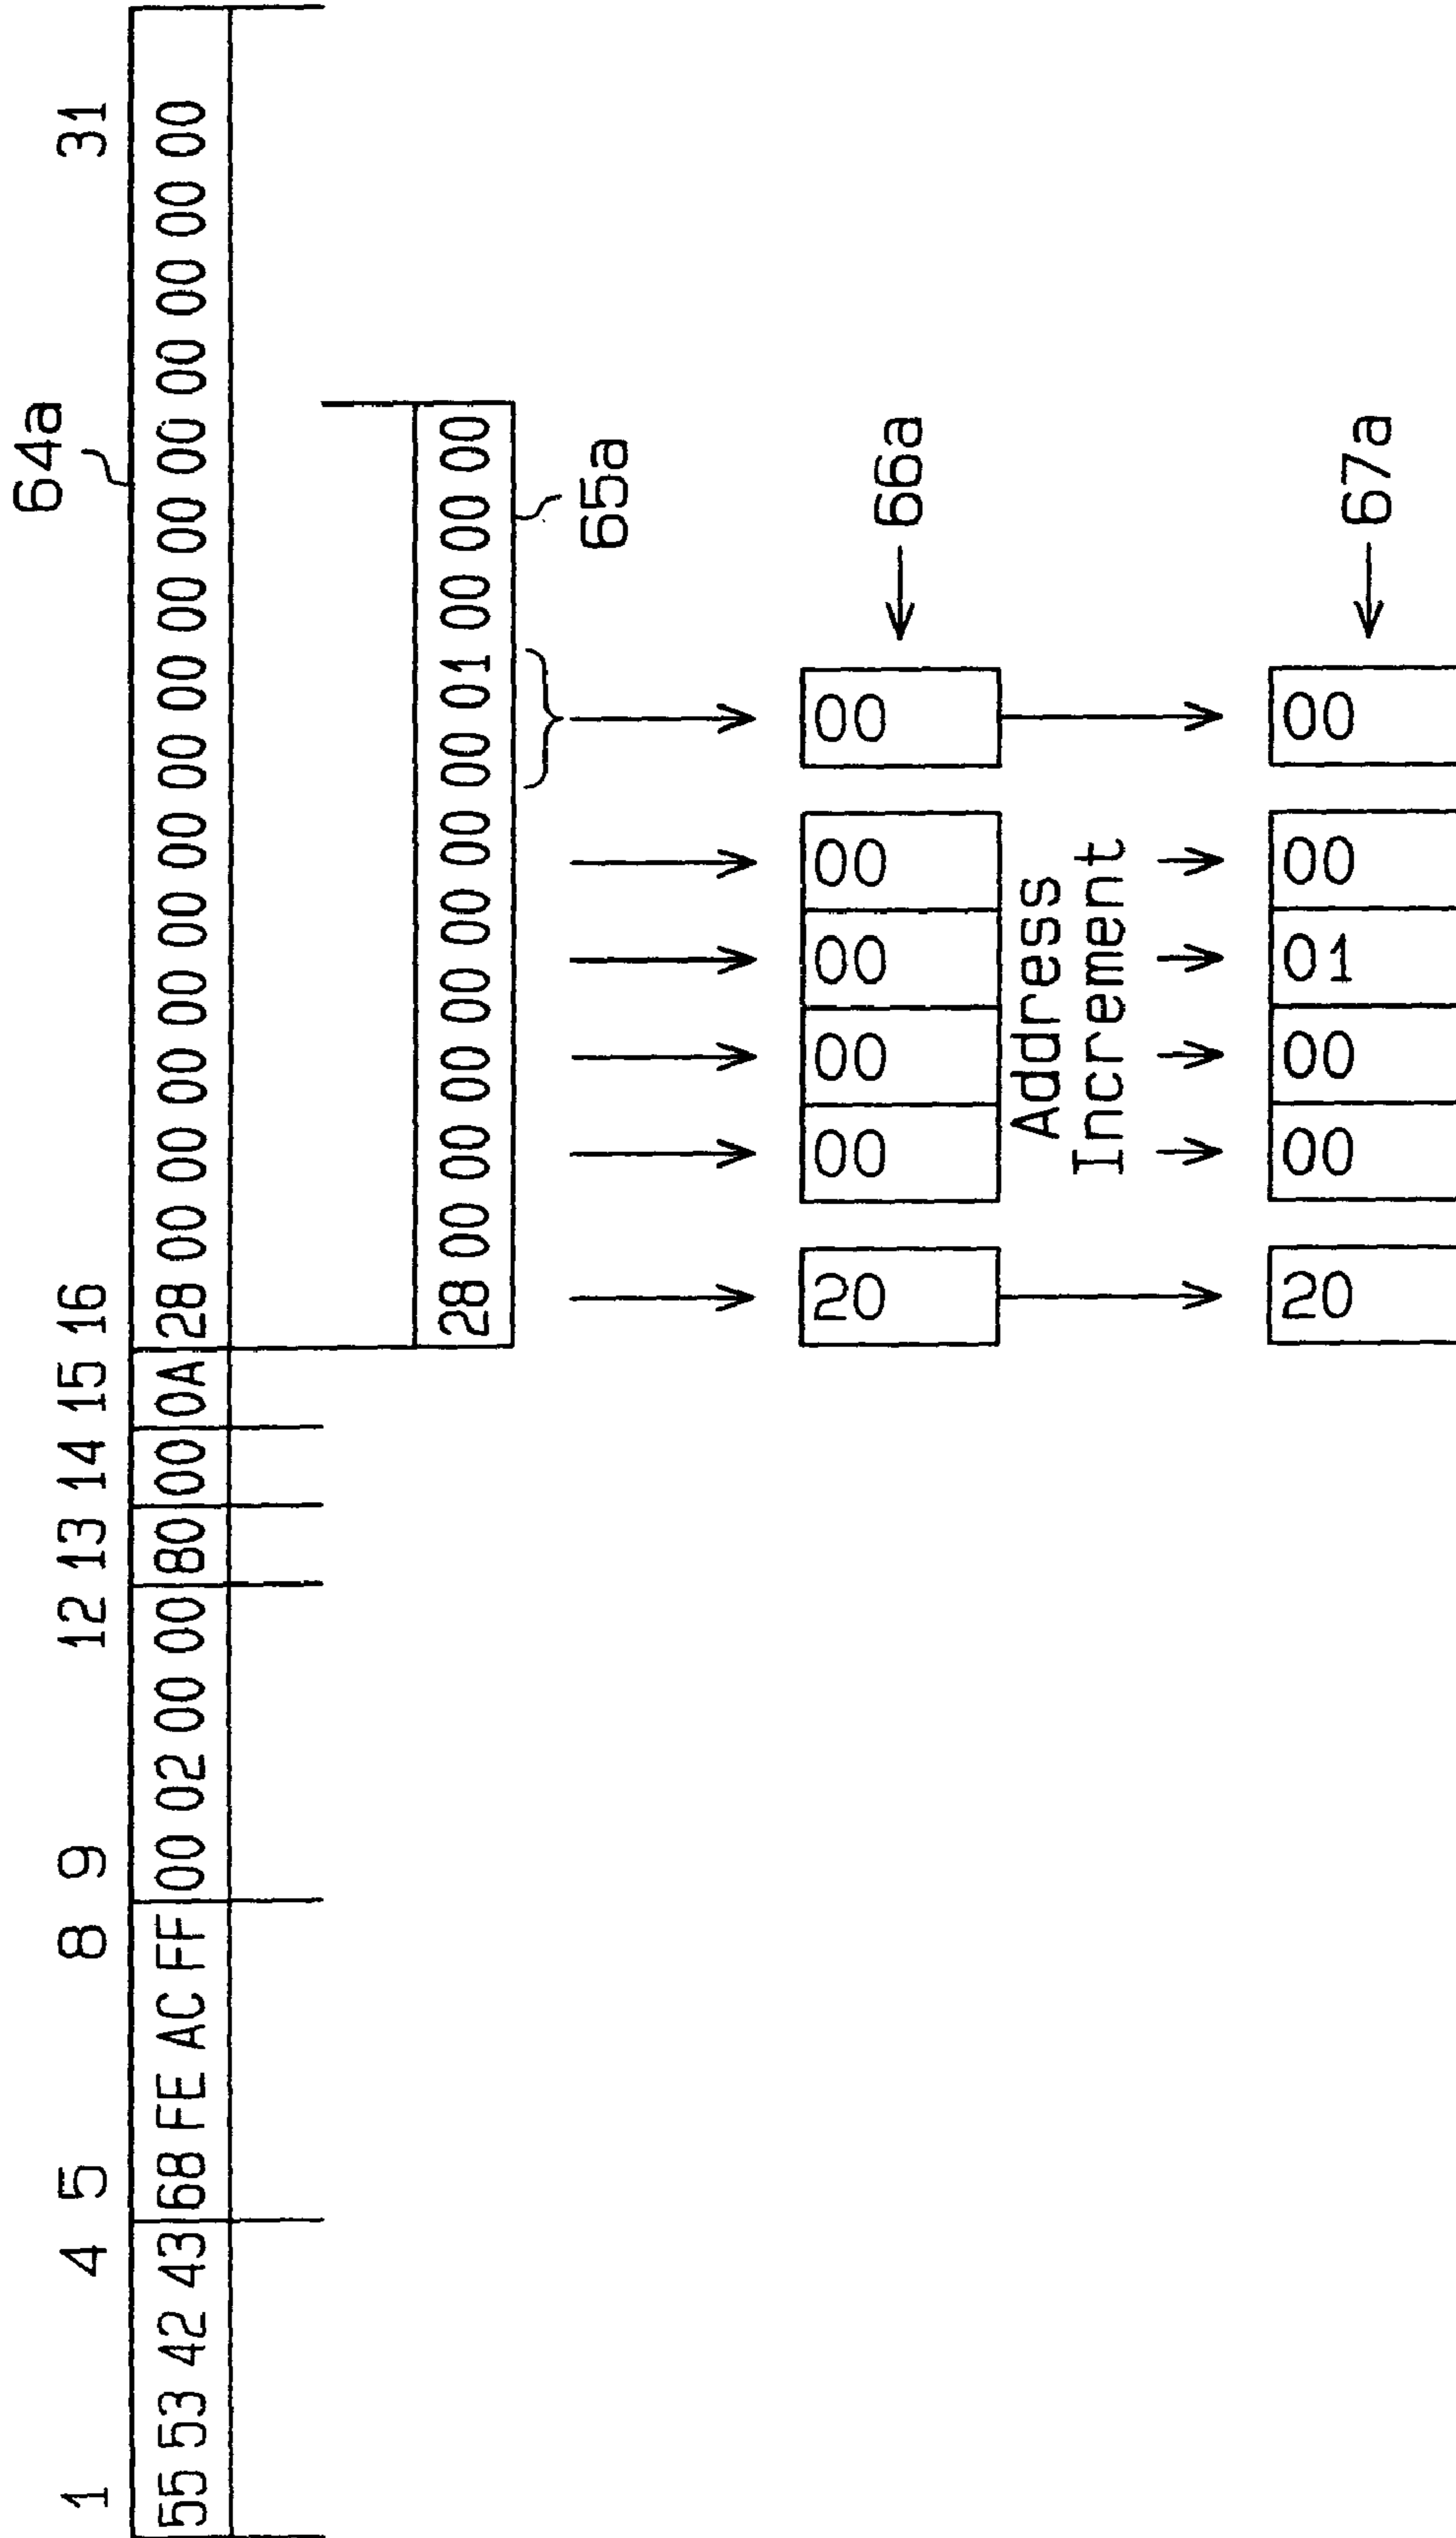 64a
1 4 5 8 9 12 13 14 15 16 31
55 53 42 43 68 FE AC FF 00 02 00 00 80 00 0A 28 00 00 00 00 00 00 00 00 00 00 00 00 00 00 00
28 00 00 00 00 00 00 00 01 00 00 00
65a
20 00 00 00 00 00 66a
Address
Increment
20 00 00 01 00 00 67a